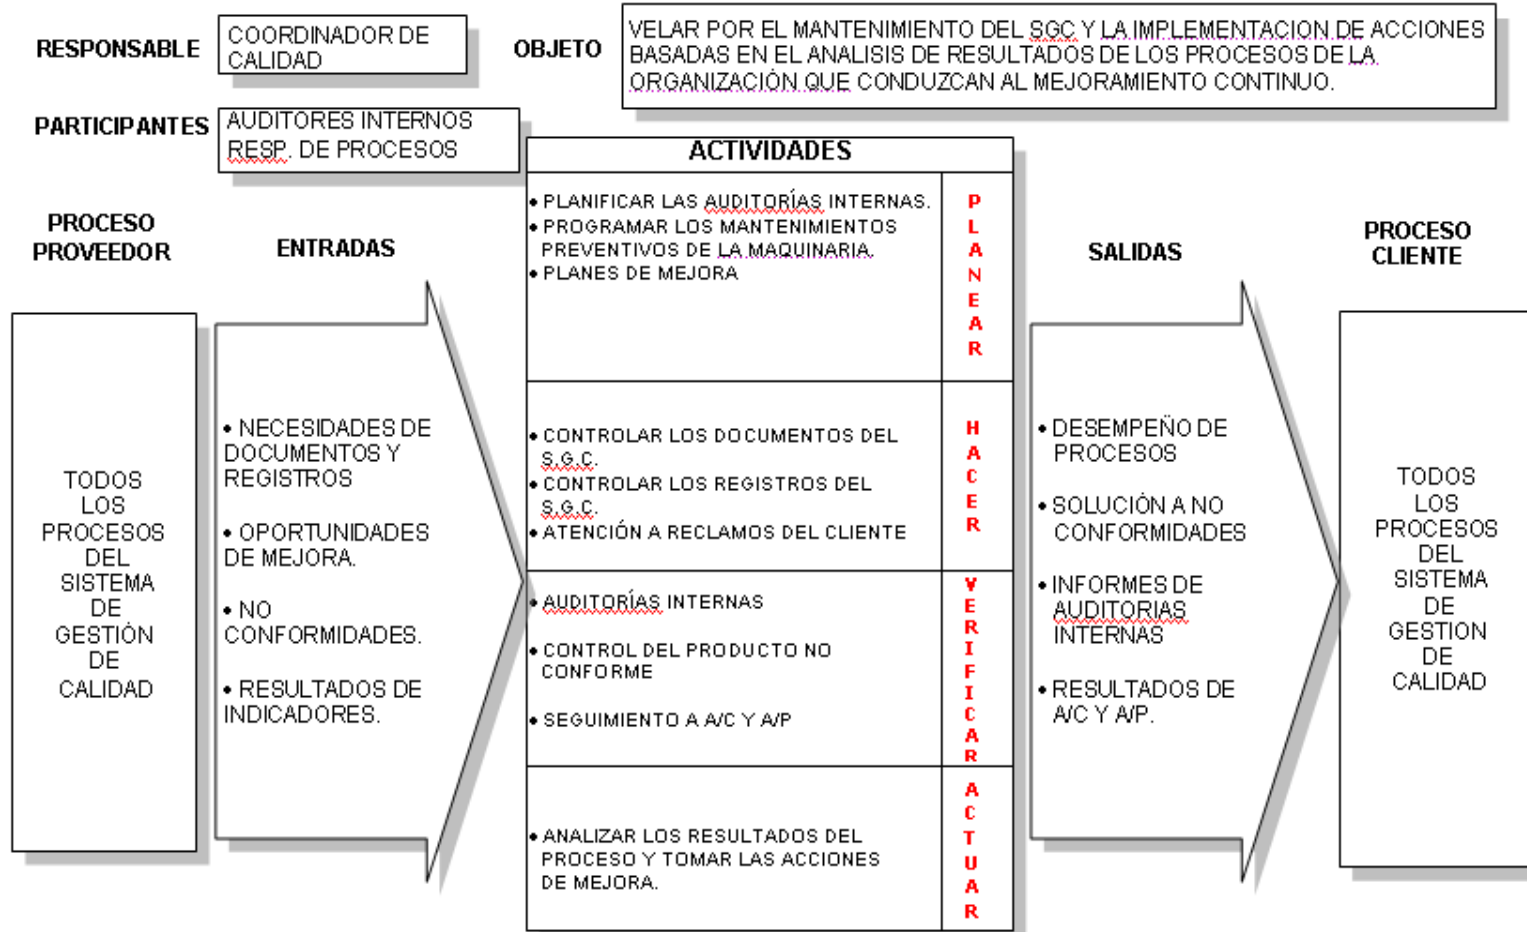 RESPONSABLE
COORDINADOR DE
CALIDAD
OBJETO
VELAR POR EL MANTENIMIENTO DEL SGC Y LA IMPLEMENTACION DE ACCIONES
BASADAS EN EL ANALISIS DE RESULTADOS DE LOS PROCESOS DE LA
ORGANIZACIÓN QUE CONDUZCAN AL MEJORAMIENTO CONTINUO.
PARTICIPANTES
AUDITORES INTERNOS
RESP. DE PROCESOS
PROCESO
PROVEEDOR
TODOS
LOS
PROCESOS
DEL
SISTEMA
DE
GESTIÓN
DE
CALIDAD
ENTRADAS
• NECESIDADES DE
DOCUMENTOS Y
REGISTROS
• OPORTUNIDADES
DE MEJORA.
• NO
CONFORMIDADES.
• RESULTADOS DE
INDICADORES.
ACTIVIDADES
• PLANIFICAR LAS AUDITORÍAS INTERNAS.
• PROGRAMAR LOS MANTENIMIENTOS
PREVENTIVOS DE LA MAQUINARIA.
• PLANES DE MEJORA
PLANEAR
• CONTROLAR LOS DOCUMENTOS DEL
S.G.C.
• CONTROLAR LOS REGISTROS DEL
S.G.C.
• ATENCIÓN A RECLAMOS DEL CLIENTE
HACER
• AUDITORÍAS INTERNAS
• CONTROL DEL PRODUCTO NO
CONFORME
• SEGUIMIENTO A A/C Y A/P
VERIFICAR
• ANALIZAR LOS RESULTADOS DEL
PROCESO Y TOMAR LAS ACCIONES
DE MEJORA.
ACTUAR
SALIDAS
• DESEMPEÑO DE
PROCESOS
• SOLUCIÓN A NO
CONFORMIDADES
• INFORMES DE
AUDITORIAS
INTERNAS
• RESULTADOS DE
A/C Y A/P.
PROCESO
CLIENTE
TODOS
LOS
PROCESOS
DEL
SISTEMA
DE
GESTION
DE
CALIDAD